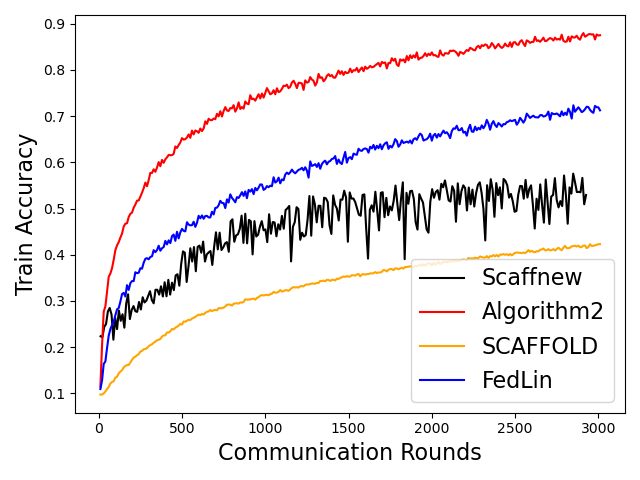 0.9
0.8
0.7
0.6
0.5
0.4
0.3
0.2
0.1
Train Accuracy
0
500
1000
1500
2000
2500
3000
Communication Rounds
Scaffnew
Algorithm2
SCAFFOLD
FedLin